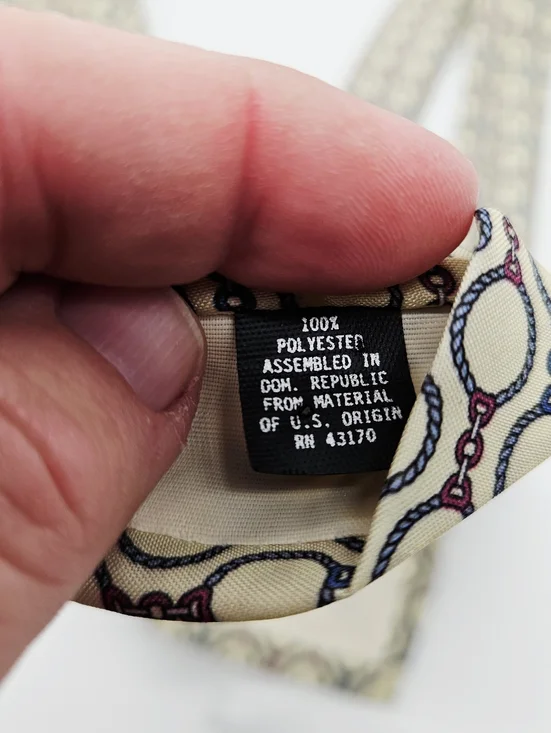 100%
POLYESTER
ASSEMBLED IN
DOM. REPUBLIC
FROM MATERIAL
OF U.S. ORIGIN
RN 43170